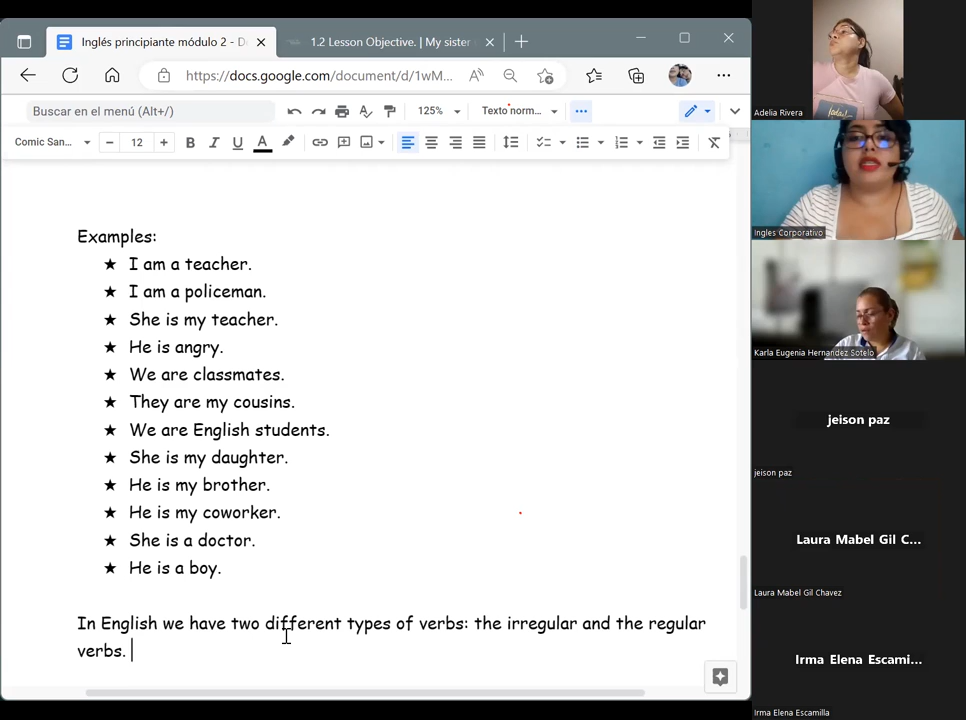 Inglés principiante módulo 2 - D
1.2 Lesson Objective. | My sister
https://docs.google.com/document/d/1wM...
Buscar en el menú (Alt+/)
125%
Texto norm...
Comic San...
12
Examples:
★ I am a teacher.
★ I am a policeman.
★ She is my teacher.
★ He is angry.
★ We are classmates.
★ They are my cousins.
★ We are English students.
★ She is my daughter.
★ He is my brother.
★ He is my coworker.
★ She is a doctor.
★ He is a boy.
In English we have two different types of verbs: the irregular and the regular
verbs.
Adelia Rivera
Ingles Corporativo
Karla Eugenia Hernandez Sotelo
jeison paz
jeison paz
Laura Mabel Gil C...
Laura Mabel Gil Chavez
Irma Elena Escami...
Irma Elena Escamilla